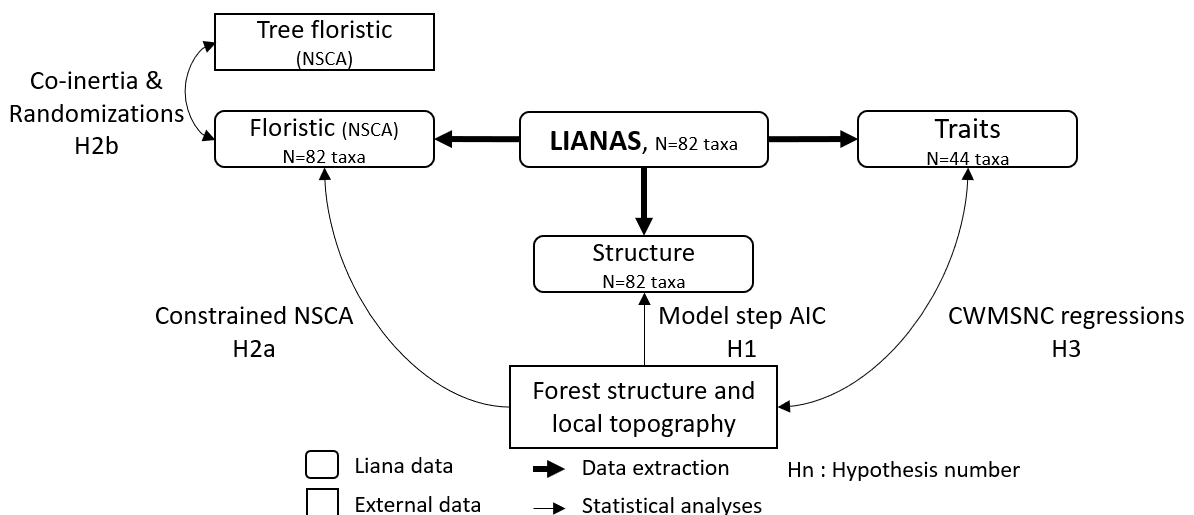 Tree floristic
(NSCA)
Co-inertia &
Randomizations
H2b
Floristic (NSCA)
N=82 taxa
LIANAS, N=82 taxa
Traits
N=44 taxa
Structure
N=82 taxa
Constrained NSCA
H2a
Model step AIC
H1
CWMSNC regressions
H3
Forest structure and
local topography
Liana data
Data extraction
Hn : Hypothesis number
External data
Statistical analyses